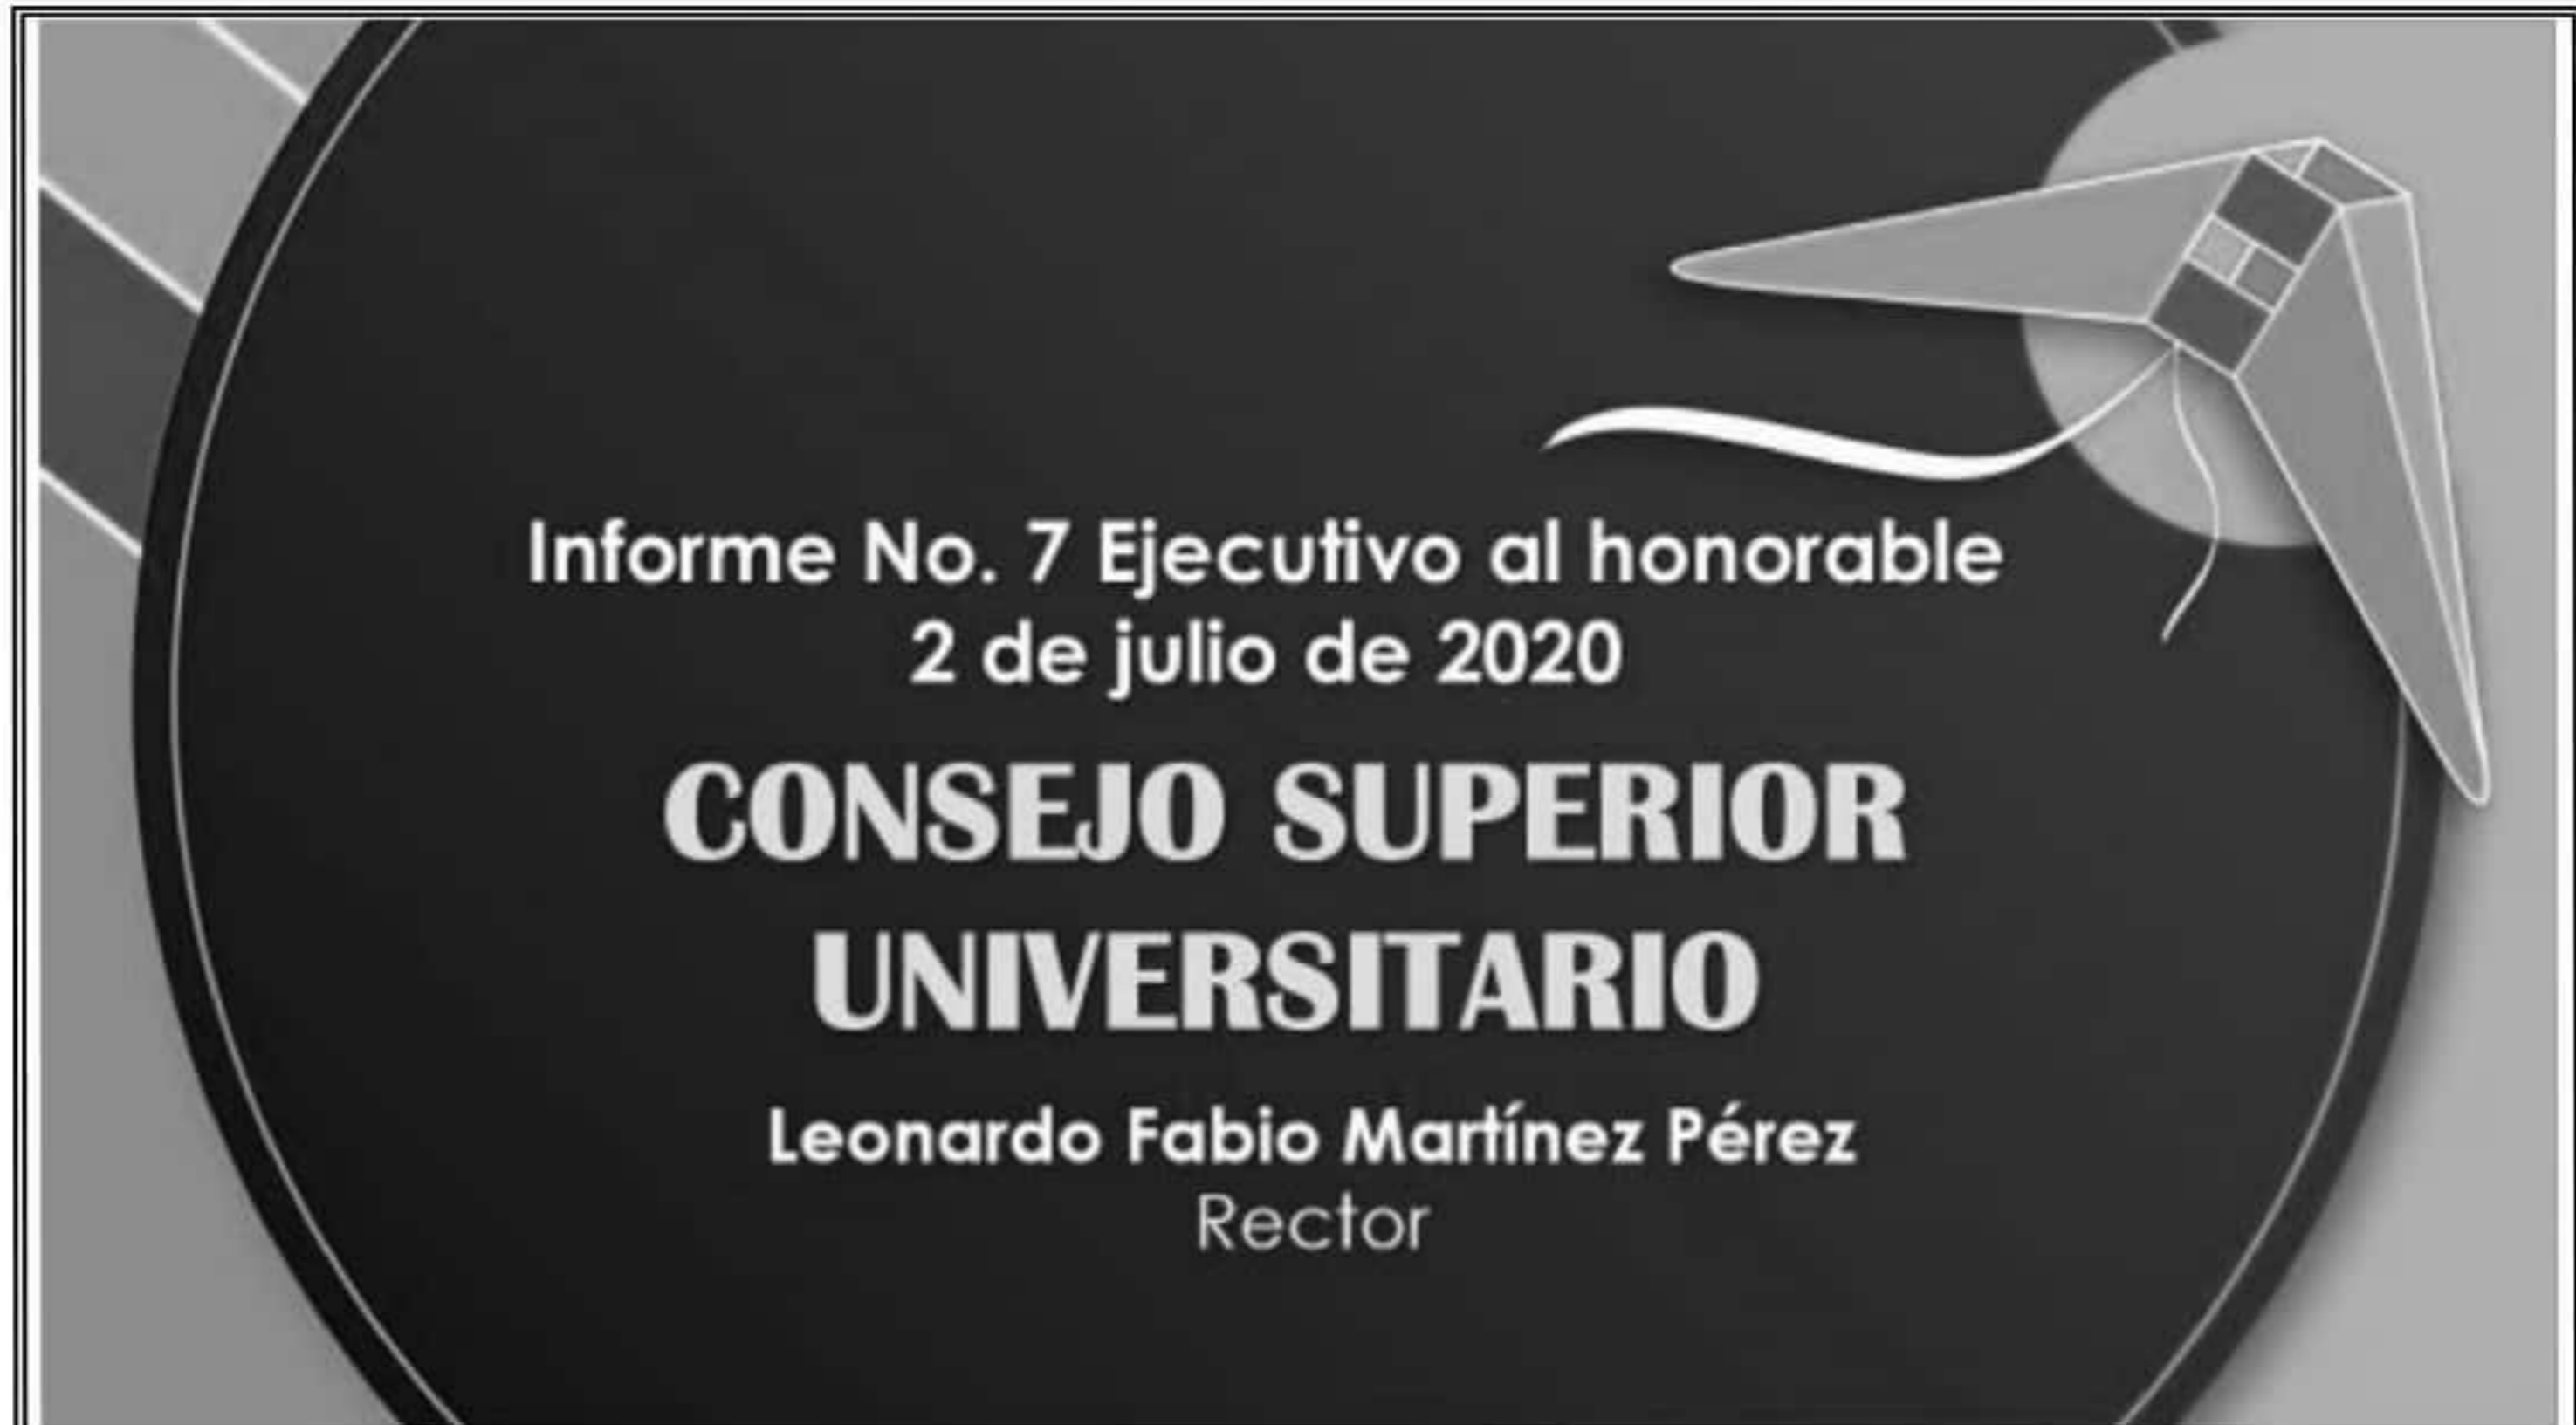 Informe No. 7 Ejecutivo al honorable
2 de julio de 2020
CONSEJO SUPERIOR
UNIVERSITARIO
Leonardo Fabio Martínez Pérez
Rector